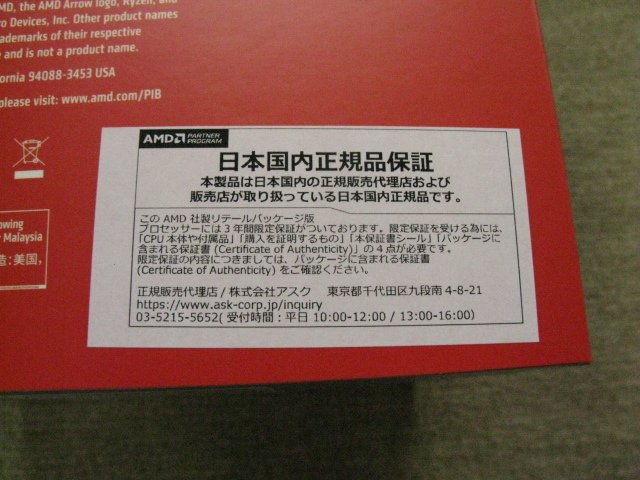 MD, the AMD Arrow logo, Ryzen, and
ro Devices, Inc. Other product names
ademarks of their respective
e and is not a product name.
ornia 94088-3453 USA
please visit: www.amd.com/PIB
AMD PARTNER PROGRAM
日本国内正規品保証
本製品は日本国内の正規販売代理店および
販売店が取り扱っている日本国内正規品です。
この AMD 社製リテールパッケージ版
プロセッサーには 3 年間限定保証がついております。限定保証を受ける為には、
「CPU 本体や付属品」「購入を証明するもの」「本保証書シール」「パッケージに
含まれる保証書 (Certificate of Authenticity)」の 4 点が必要です。
限定保証の内容につきましては、パッケージに含まれる保証書
(Certificate of Authenticity) をご確認ください。
正規販売代理店 / 株式会社アスク 東京都千代田区九段南 4-8-21
https://www.ask-corp.jp/inquiry
03-5215-5652( 受付時間：平日 10:00-12:00 / 13:00-16:00)
owing
r Malaysia
造：美国，